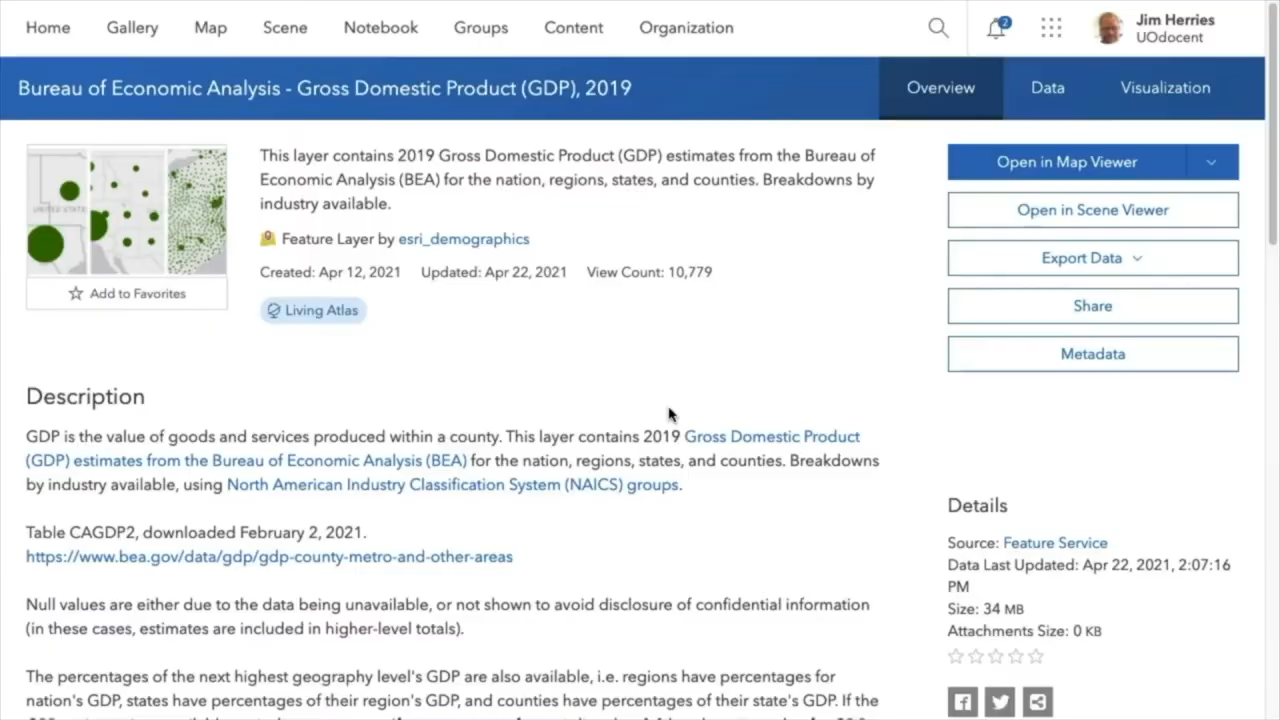 Home Gallery Map Scene Notebook Groups Content Organization
2
Jim Herries
UOdocent
Bureau of Economic Analysis - Gross Domestic Product (GDP), 2019
Overview Data Visualization
UNITED STATES
This layer contains 2019 Gross Domestic Product (GDP) estimates from the Bureau of
Economic Analysis (BEA) for the nation, regions, states, and counties. Breakdowns by
industry available.
Feature Layer by esri_demographics
Created: Apr 12, 2021 Updated: Apr 22, 2021 View Count: 10,779
Add to Favorites
Living Atlas
Open in Map Viewer
Open in Scene Viewer
Export Data
Share
Metadata
Description
GDP is the value of goods and services produced within a county. This layer contains 2019 Gross Domestic Product
(GDP) estimates from the Bureau of Economic Analysis (BEA) for the nation, regions, states, and counties. Breakdowns
by industry available, using North American Industry Classification System (NAICS) groups.
Table CAGDP2, downloaded February 2, 2021.
https://www.bea.gov/data/gdp/gdp-county-metro-and-other-areas
Null values are either due to the data being unavailable, or not shown to avoid disclosure of confidential information
(in these cases, estimates are included in higher-level totals).
The percentages of the next highest geography level's GDP are also available, i.e. regions have percentages for
nation's GDP, states have percentages of their region's GDP, and counties have percentages of their state's GDP. If the
Details
Source: Feature Service
Data Last Updated: Apr 22, 2021, 2:07:16
PM
Size: 34 MB
Attachments Size: 0 KB